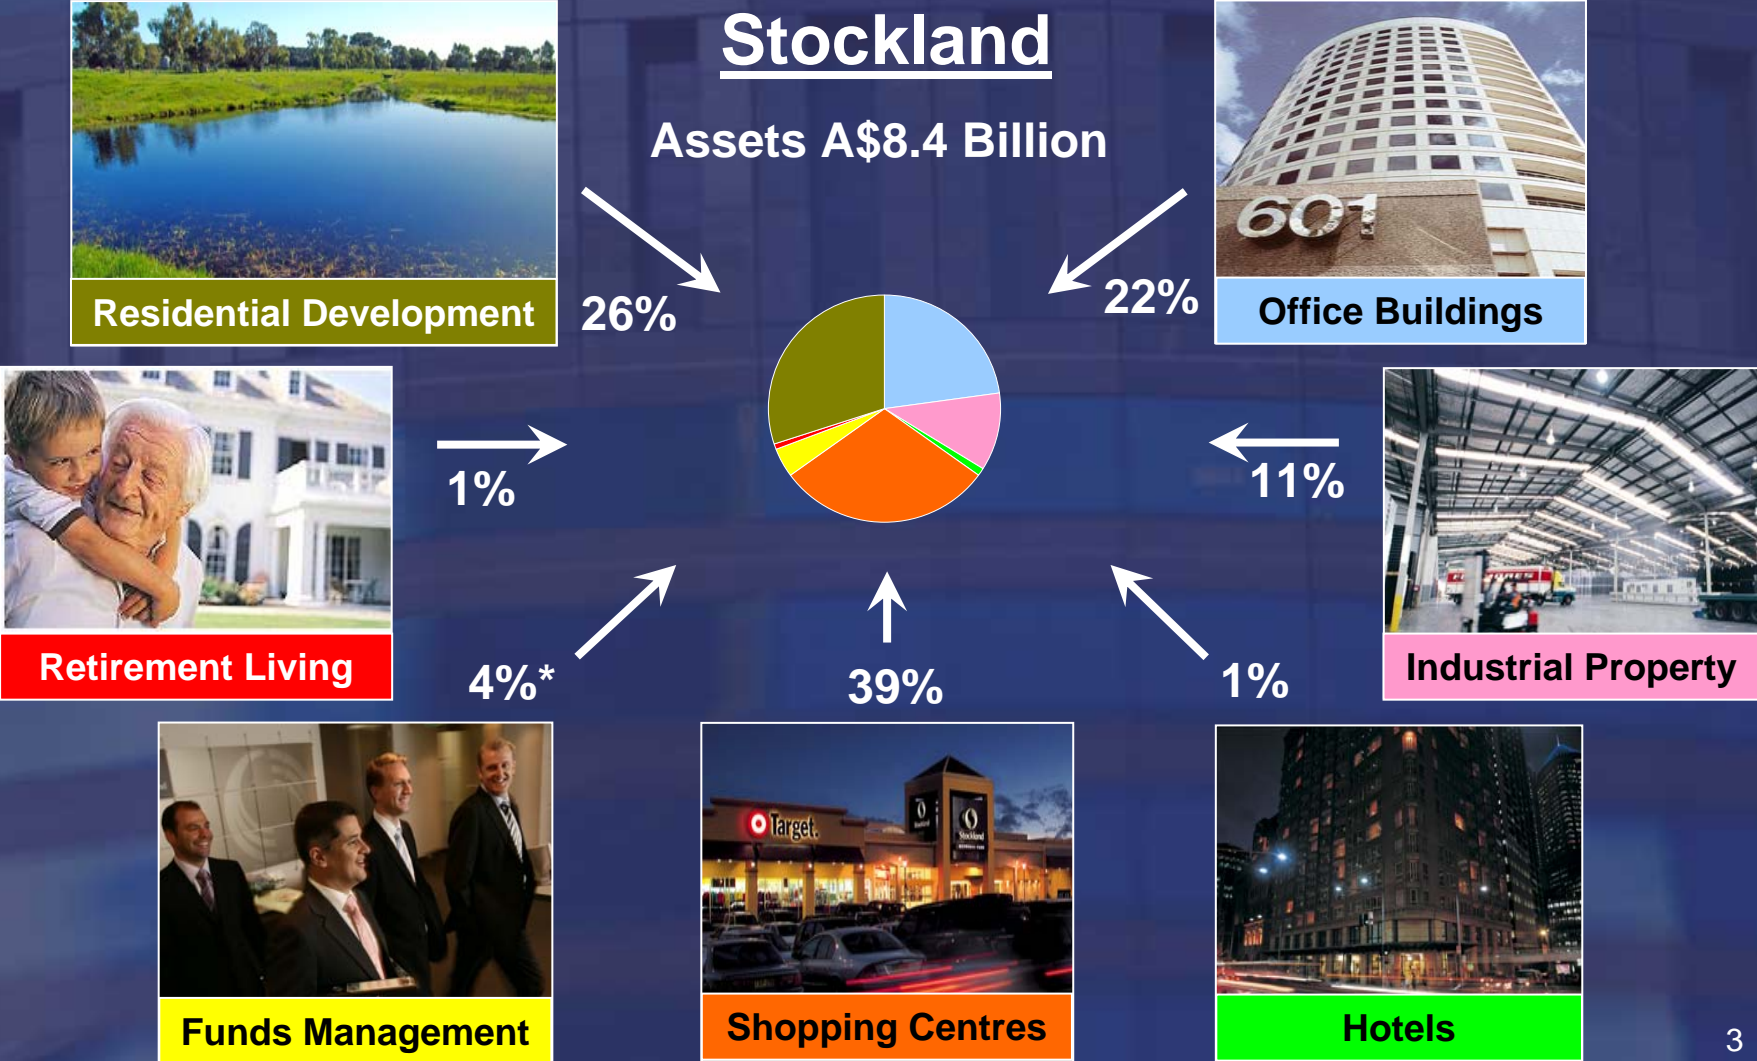 Stockland
Assets A$8.4 Billion
601
Residential Development
26%
22%
Office Buildings
1%
11%
Retirement Living
4%*
39%
1%
Industrial Property
Target.
Stockland
Funds Management
Shopping Centres
Hotels
3